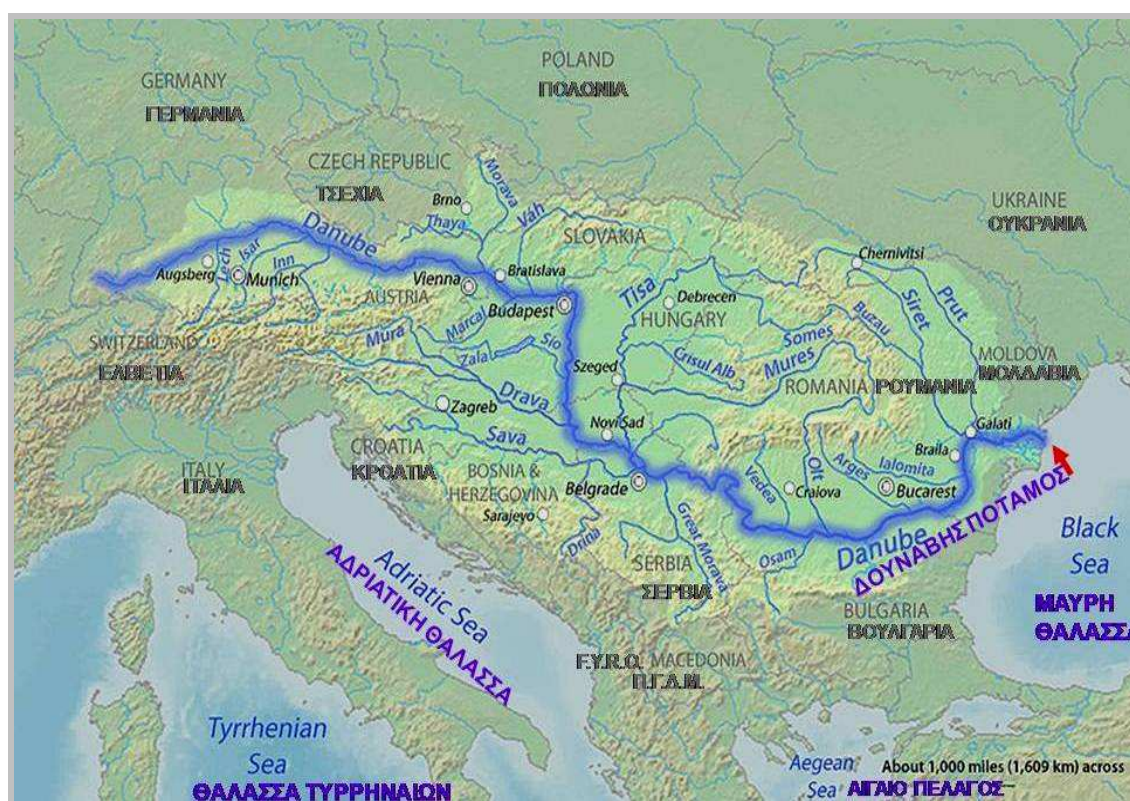 POLAND
ΠΟΛΩΝΙΑ
GERMANY
ΓΕΡΜΑΝΙΑ
CZECH REPUBLIC
ΤΣΕΧΙΑ
Morava
Brno
Thaya
Váh
UKRAINE
ΟΥΚΡΑΝΙΑ
Danube
SLOVAKIA
Chernivitsi
Augsberg
Lech
Isar
Inn
Munich
Vienna
Bratislava
AUSTRIA
Budapest
Tisa
Debrecen
HUNGARY
Siret
Prut
Buzau
Somes
Mura
Marcal
Zalal
Sio
SWITZERLAND
ΕΛΒΕΤΙΑ
Szeged
Crisul Alb
Mures
ROMANIA
ΡΟΥΜΑΝΙΑ
MOLDOVA
ΜΟΛΔΑΒΙΑ
Drava
Zagreb
Sava
Novi Sad
Galati
Braila
CROATIA
ΚΡΟΑΤΙΑ
ITALY
ΙΤΑΛΙΑ
BOSNIA &
HERZEGOVINA
Sarajevo
Belgrade
Vedea
Craiova
Olt
Arges
Ialomita
Bucarest
Drina
Great Morava
Osam
Danube
ΔΟΥΝΑΒΗΣ ΠΟΤΑΜΟΣ
Black
Sea
ΜΑΥΡΗ
ΘΑΛΑΣΣΑ
SERBIA
ΣΕΡΒΙΑ
BULGARIA
ΒΟΥΛΓΑΡΙΑ
Adriatic Sea
ΑΔΡΙΑΤΙΚΗ ΘΑΛΑΣΣΑ
F.Y.R.O. MACEDONIA
Π.Γ.Δ.Μ.
Tyrrhenian
Sea
ΘΑΛΑΣΣΑ ΤΥΡΡΗΝΑΙΩΝ
Aegean
Sea
ΑΙΓΑΙΟ ΠΕΛΑΓΟΣ
About 1,000 miles (1,609 km) across